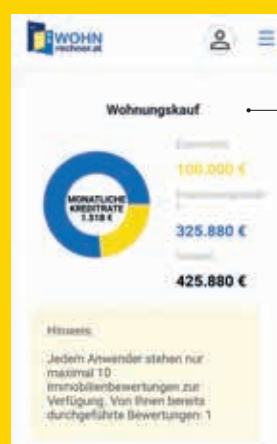 WOHN
rechner.at
Wohnungskauf
100.000 €
MONATLICHE
KREDITRATE
1.518 €
325.880 €
425.880 €
Hinweis:
Jedem Anwender stehen nur
maximal 10
Immobilienbewertungen zur
Verfügung. Von Ihnen bereits
durchgeführte Bewertungen: 1